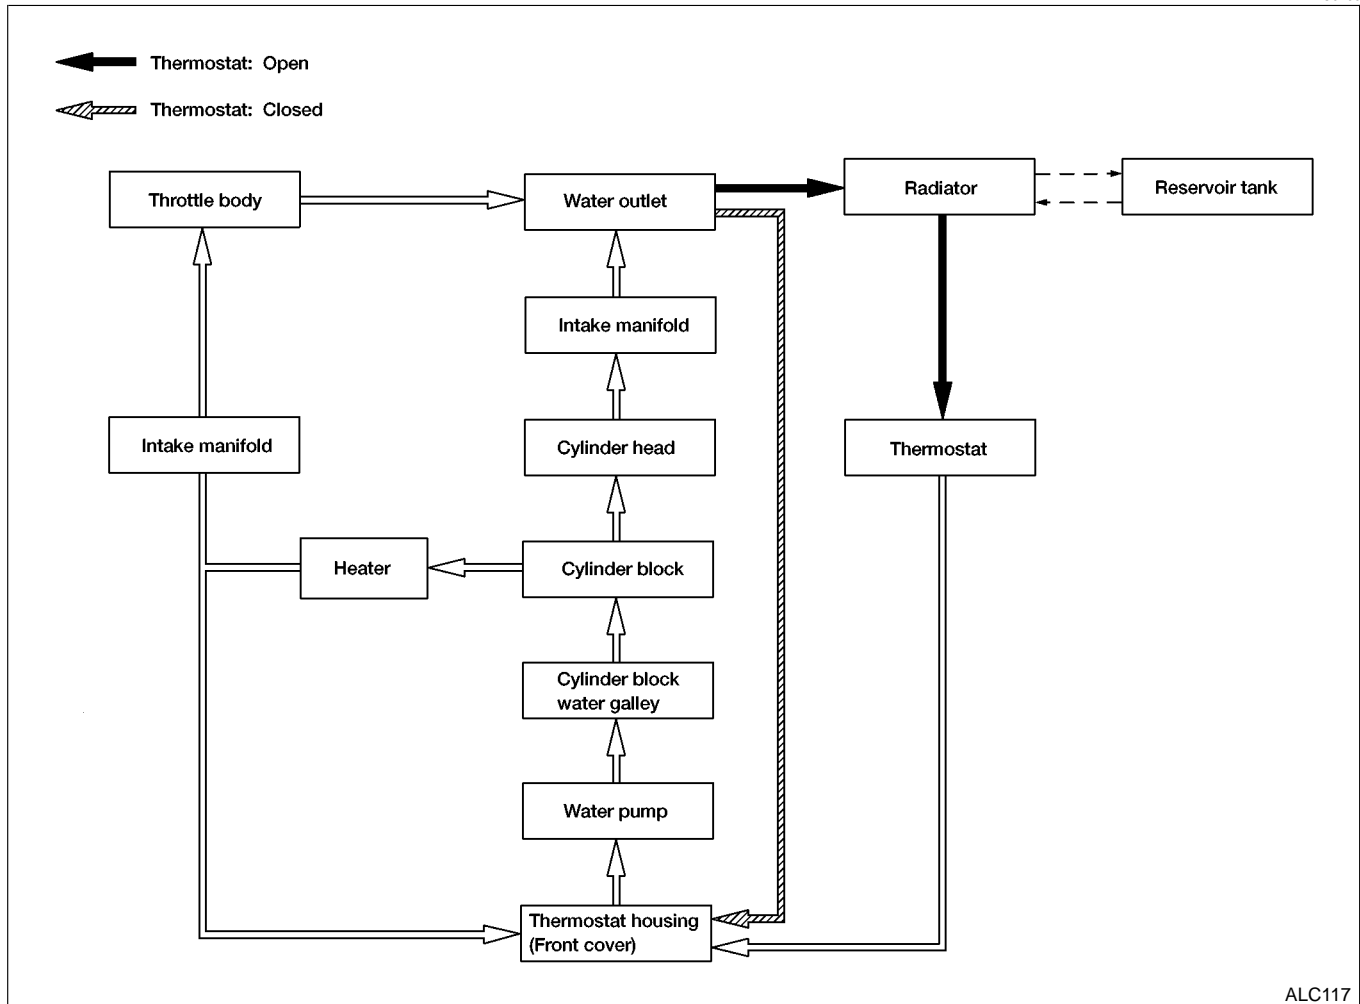 Thermostat: Open
Thermostat: Closed
Throttle body
Water outlet
Radiator
Reservoir tank
Intake manifold
Intake manifold
Cylinder head
Thermostat
Heater
Cylinder block
Cylinder block
water galley
Water pump
Thermostat housing
(Front cover)
ALC117